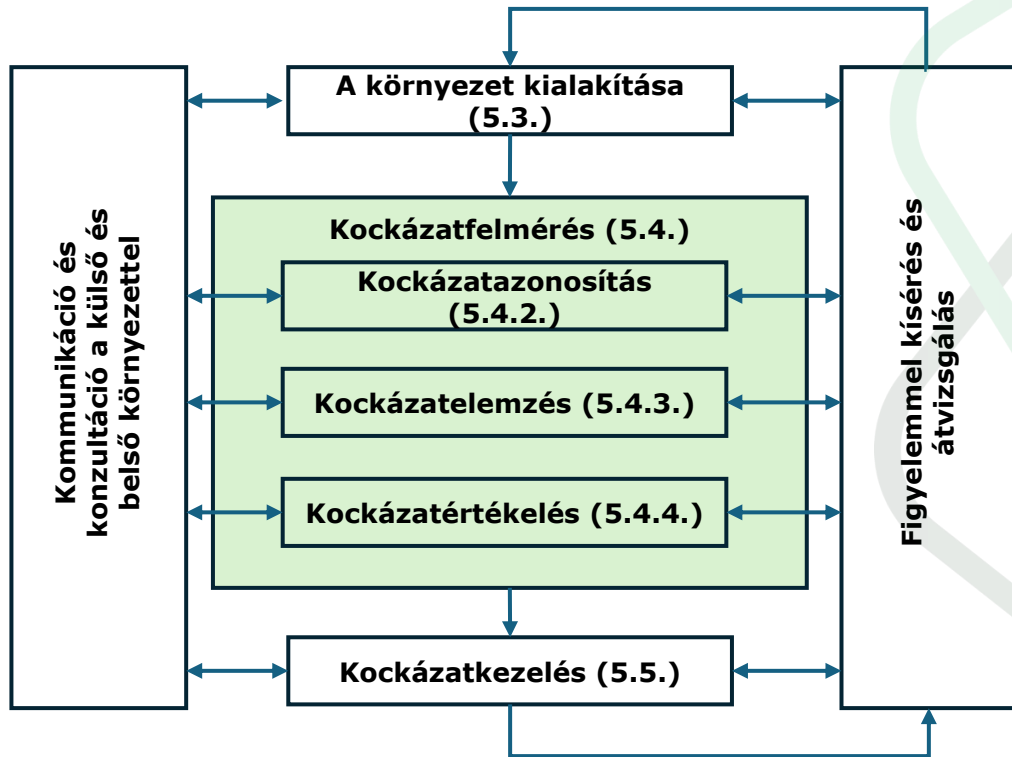 A környezet kialakítása
(5.3.)
Kommunikáció és
konzultáció a külső és
belső környezettel
Kockázatfelmérés (5.4.)
Kockázatazonosítás
(5.4.2.)
Kockázatelemzés (5.4.3.)
Kockázatértékelés (5.4.4.)
Kockázatkezelés (5.5.)
Figyelemmel kísérés és
átvizsgálás